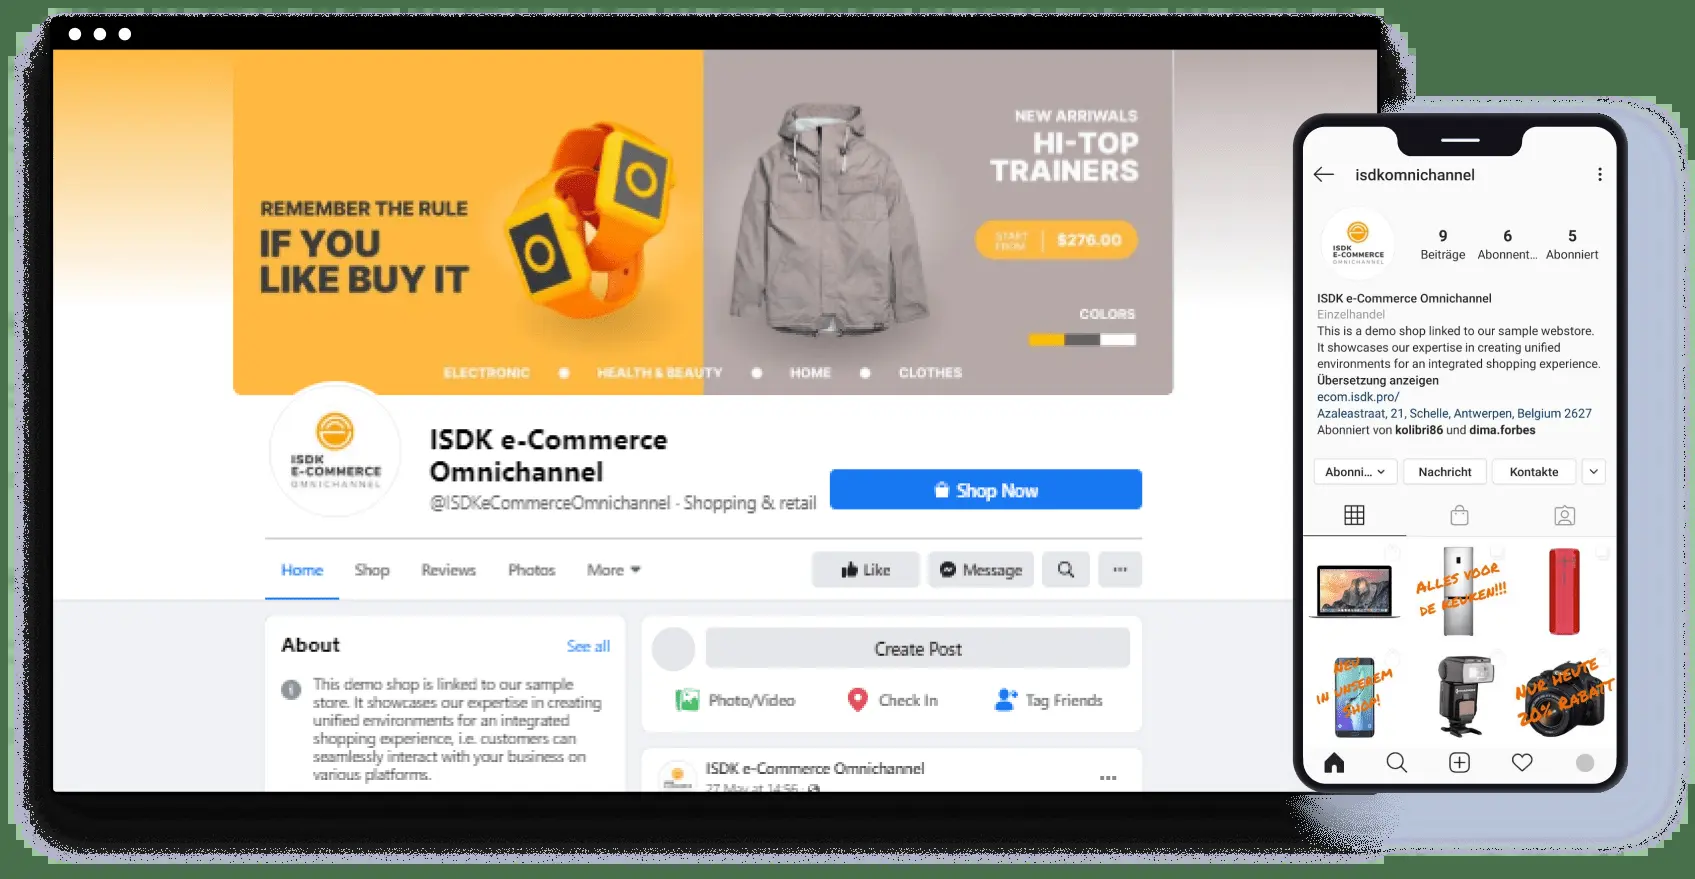 REMEMBER THE RULE
IF YOU
LIKE BUY IT
NEW ARRIWALS
HI-TOP
TRAINERS
START
FROM
$276.00
COLORS
ELECTRONIC
HEALTH & BEAUTY
HOME
CLOTHES
ISDK
E-COMMERCE
OMNICHANNEL
ISDK e-Commerce
Omnichannel
@ISDKeCommerceOmnichannel · Shopping & retail
Shop Now
Home
Shop
Reviews
Photos
More
Like
Message
About
See all
This demo shop is linked to our sample
store. It showcases our expertise in creating
unified environments for an integrated
shopping experience, i.e. customers can
seamlessly interact with your business on
various platforms.
Create Post
Photo/Video
Check In
Tag Friends
ISDK e-Commerce Omnichannel
27 May at 14:56 ·
isdkomnichannel
ISDK
E-COMMERCE
OMNICHANNEL
9
Beiträge
6
Abonnent...
5
Abonniert
ISDK e-Commerce Omnichannel
Einzelhandel
This is a demo shop linked to our sample webstore.
It showcases our expertise in creating unified
environments for an integrated shopping experience.
Übersetzung anzeigen
ecom.isdk.pro/
Azaleastraat, 21, Schelle, Antwerpen, Belgium 2627
Abonniert von kolibri86 und dima.forbes
Abonni...
Nachricht
Kontakte
ALLES VOOR
DE KEUKEN!!!
NEU
IN UNSEREM
SHOP!
NUR HEUTE
20% RABATT